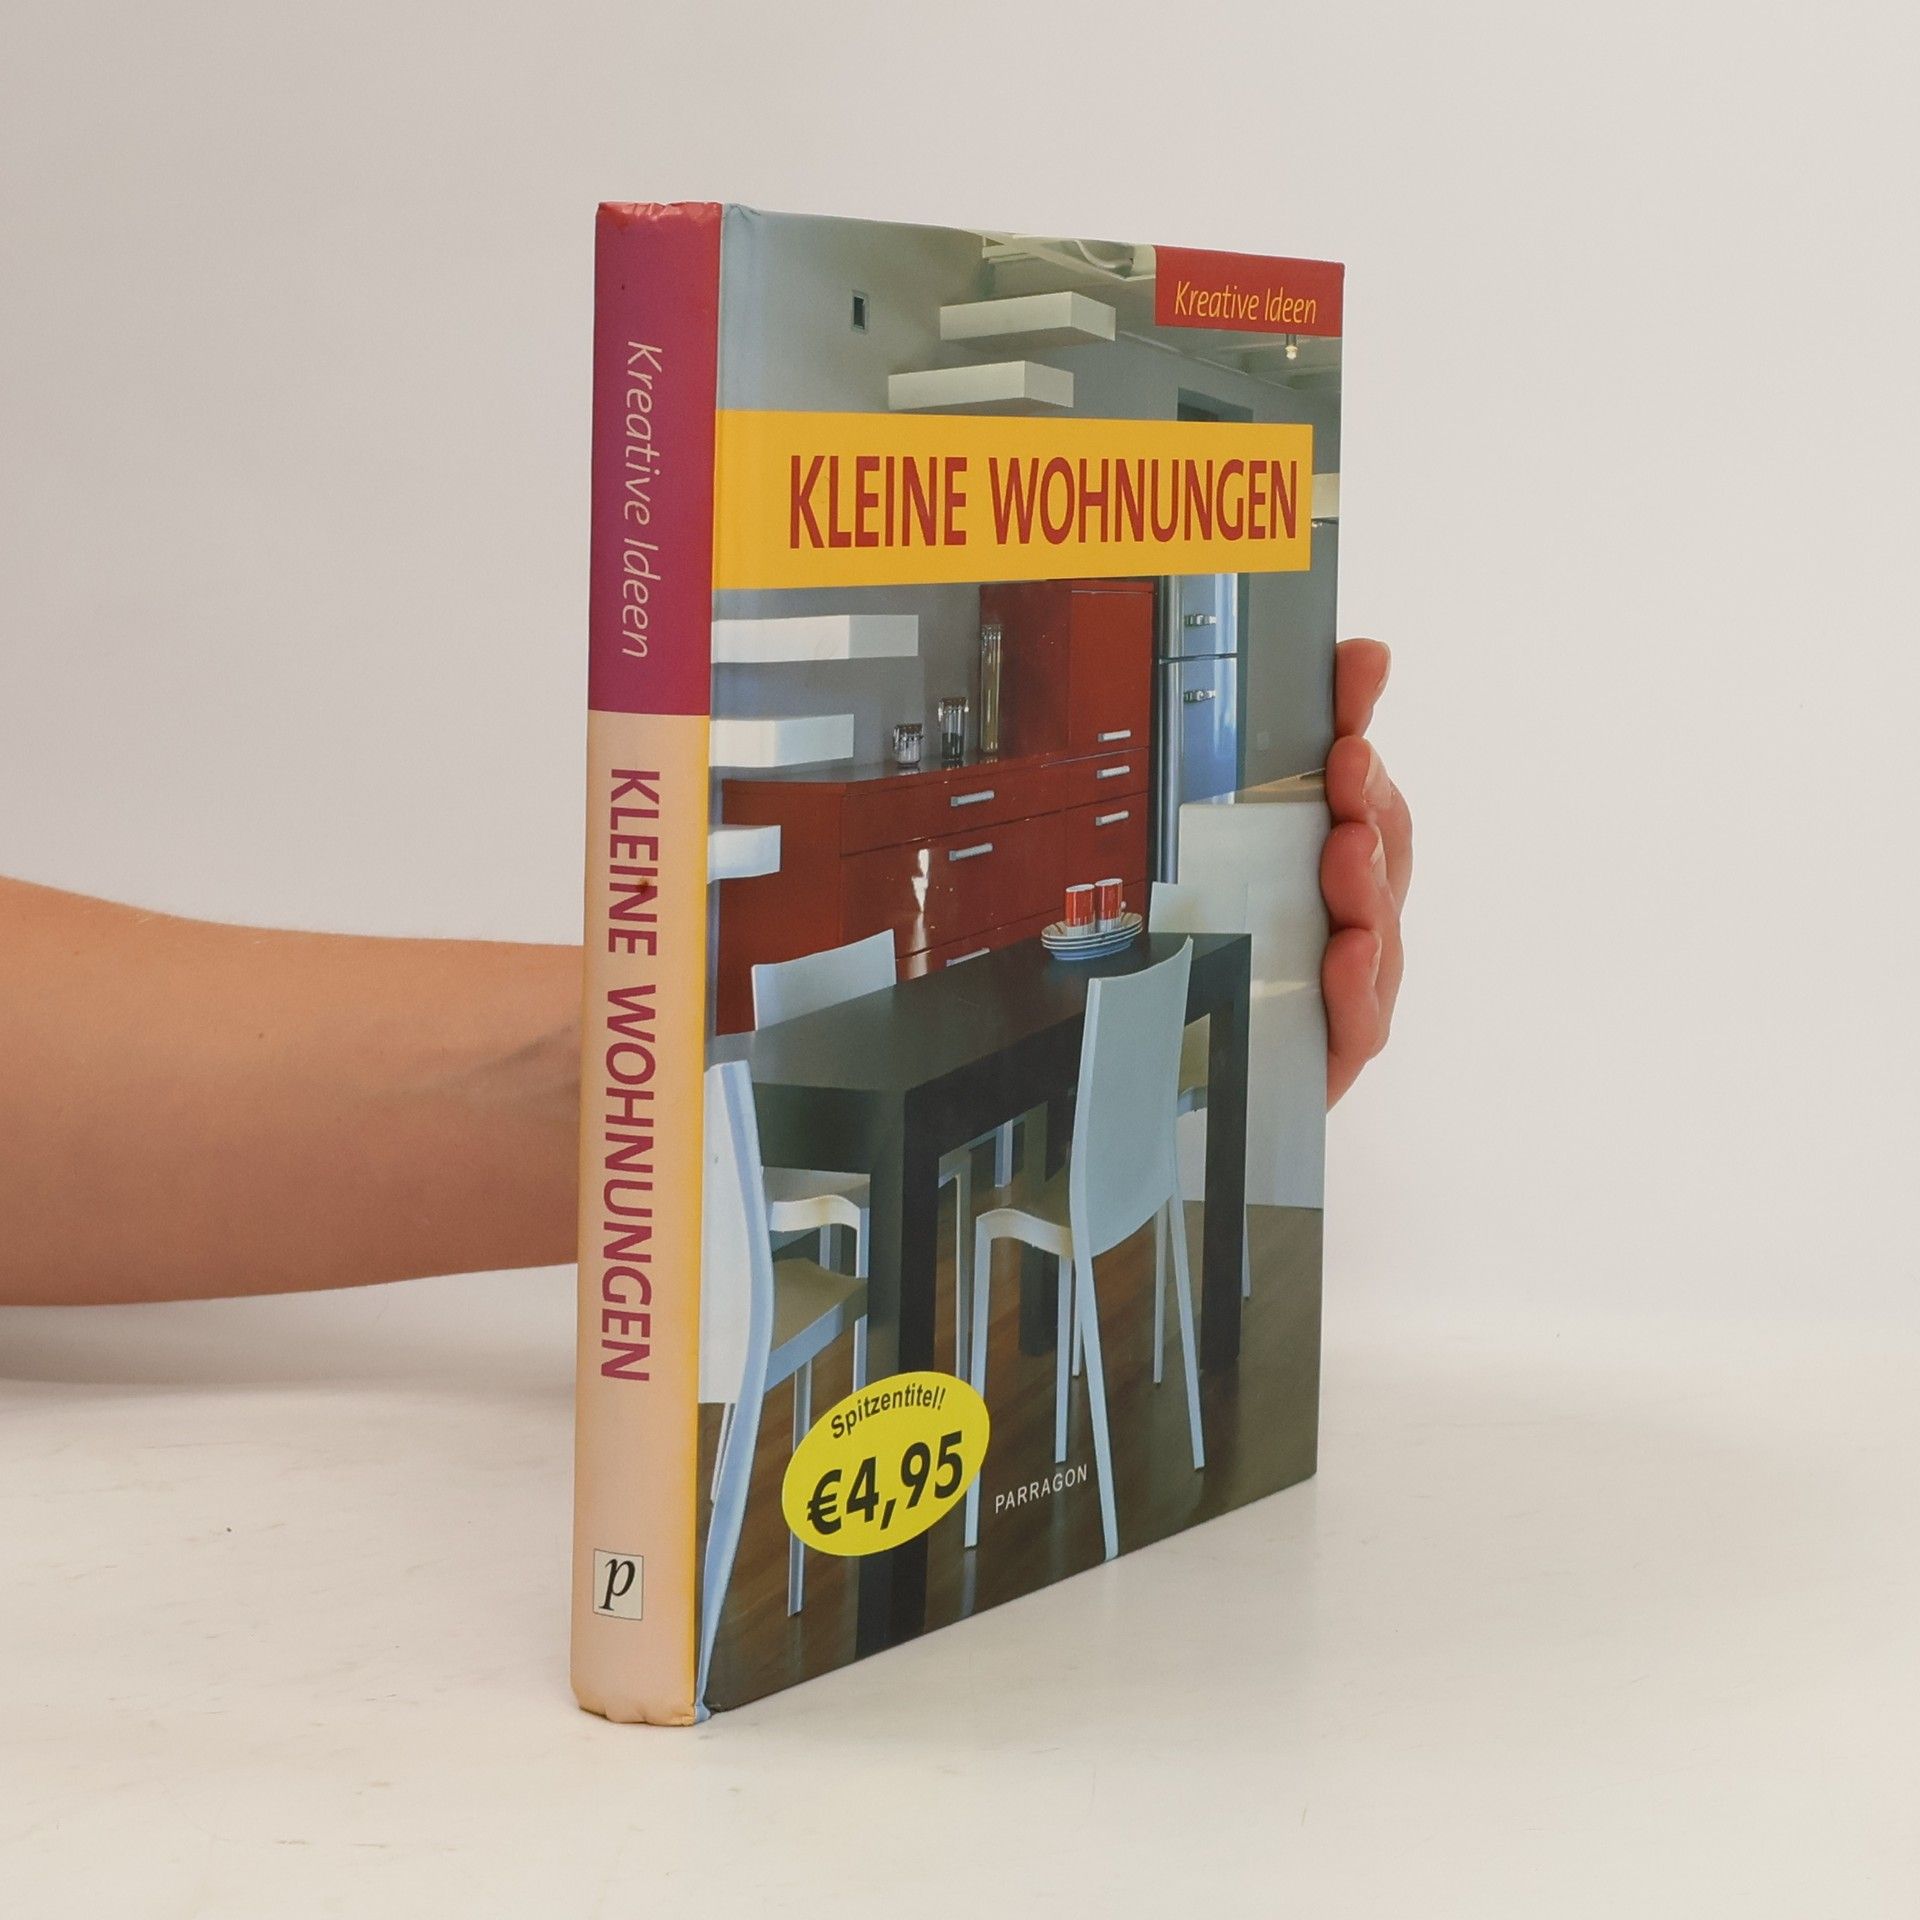 Kreative Ideen
KLEINE WOHNUNGEN
p
Kreative Ideen
KLEINE WOHNUNGEN
Spitzentitel!
€4,95
PARRAGON